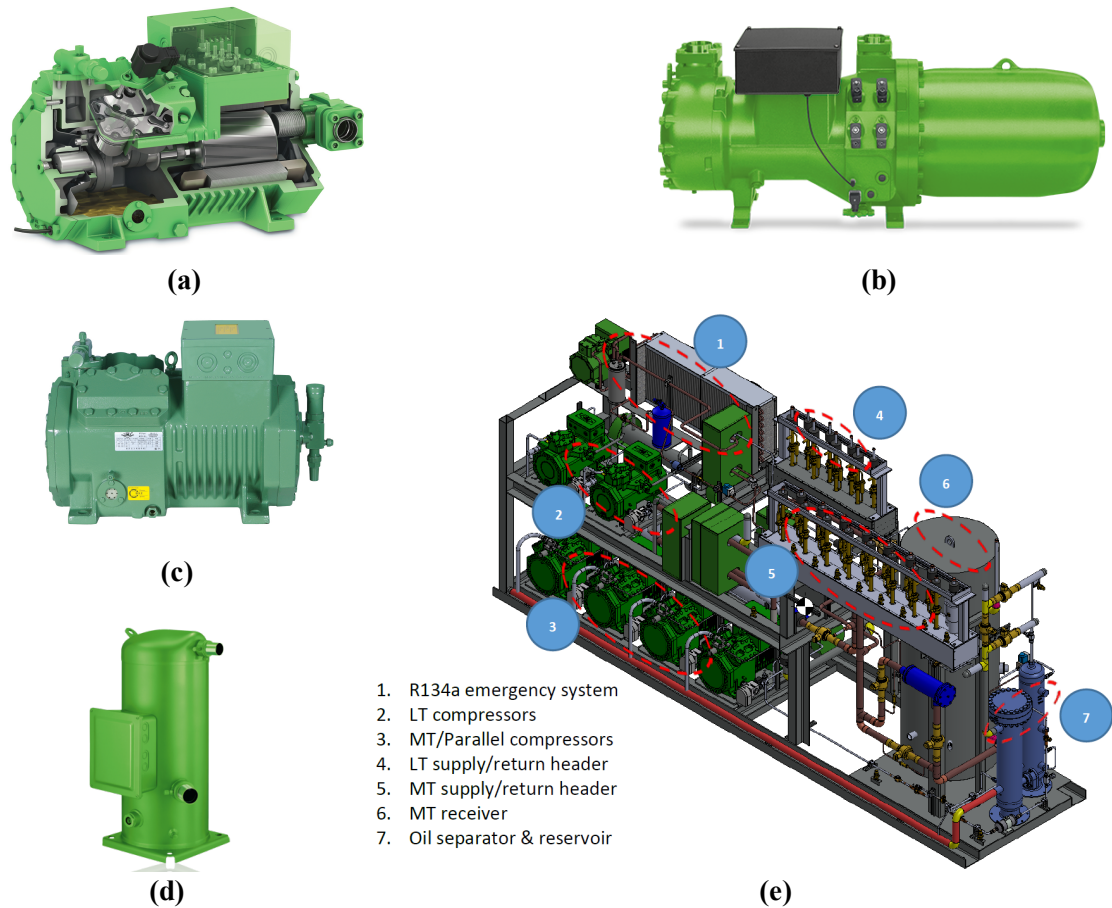 (a)
(b)
(c)
(d)
1
4
6
2
5
3
7
1. R134a emergency system
2. LT compressors
3. MT/Parallel compressors
4. LT supply/return header
5. MT supply/return header
6. MT receiver
7. Oil separator & reservoir
(e)